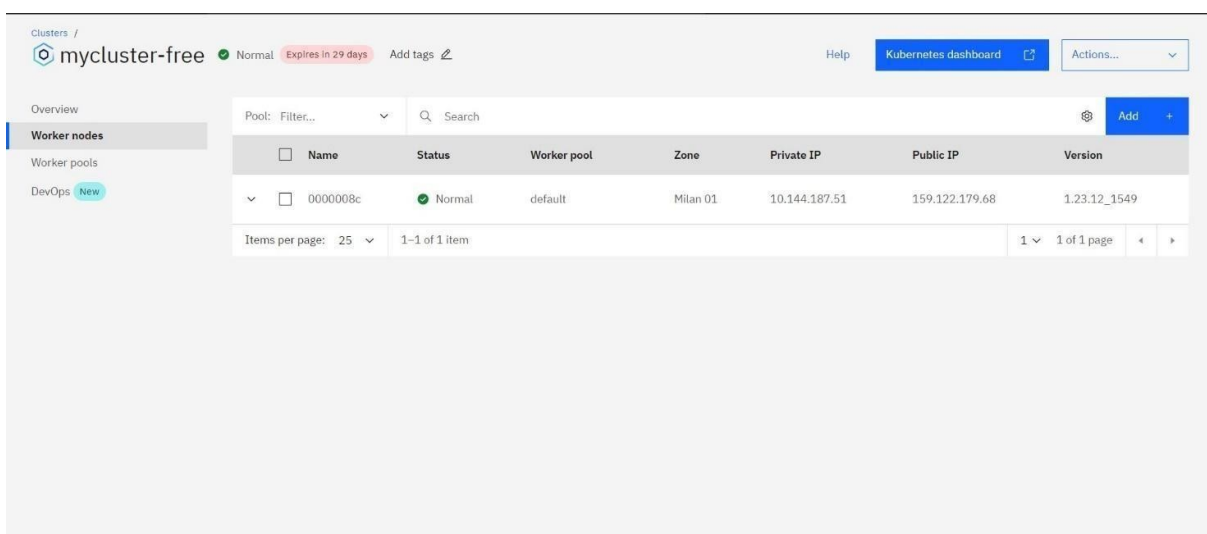 Clusters /
mycluster-free Normal Expires in 29 days Add tags Help Kubernetes dashboard Actions...
Overview
Worker nodes
Worker pools
DevOps New
Pool: Filter... Search Add +
Name Status Worker pool Zone Private IP Public IP Version
0000008c Normal default Milan 01 10.144.187.51 159.122.179.68 1.23.12_1549
Items per page: 25 1–1 of 1 item 1 1 of 1 page